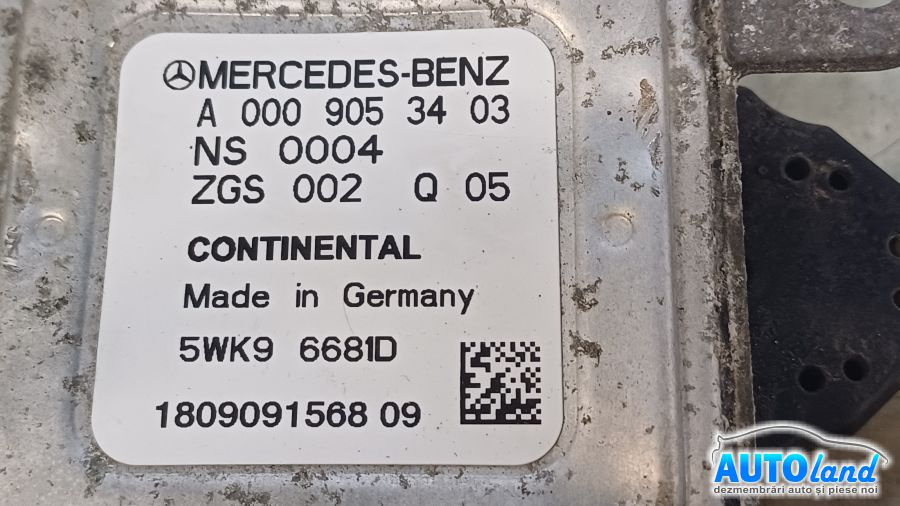 MERCEDES-BENZ
A 000 905 34 03
NS 0004
ZGS 002 Q 05
CONTINENTAL
Made in Germany
5WK9 6681D
1809091568 09
AUTOland
dezmembrări auto și piese noi